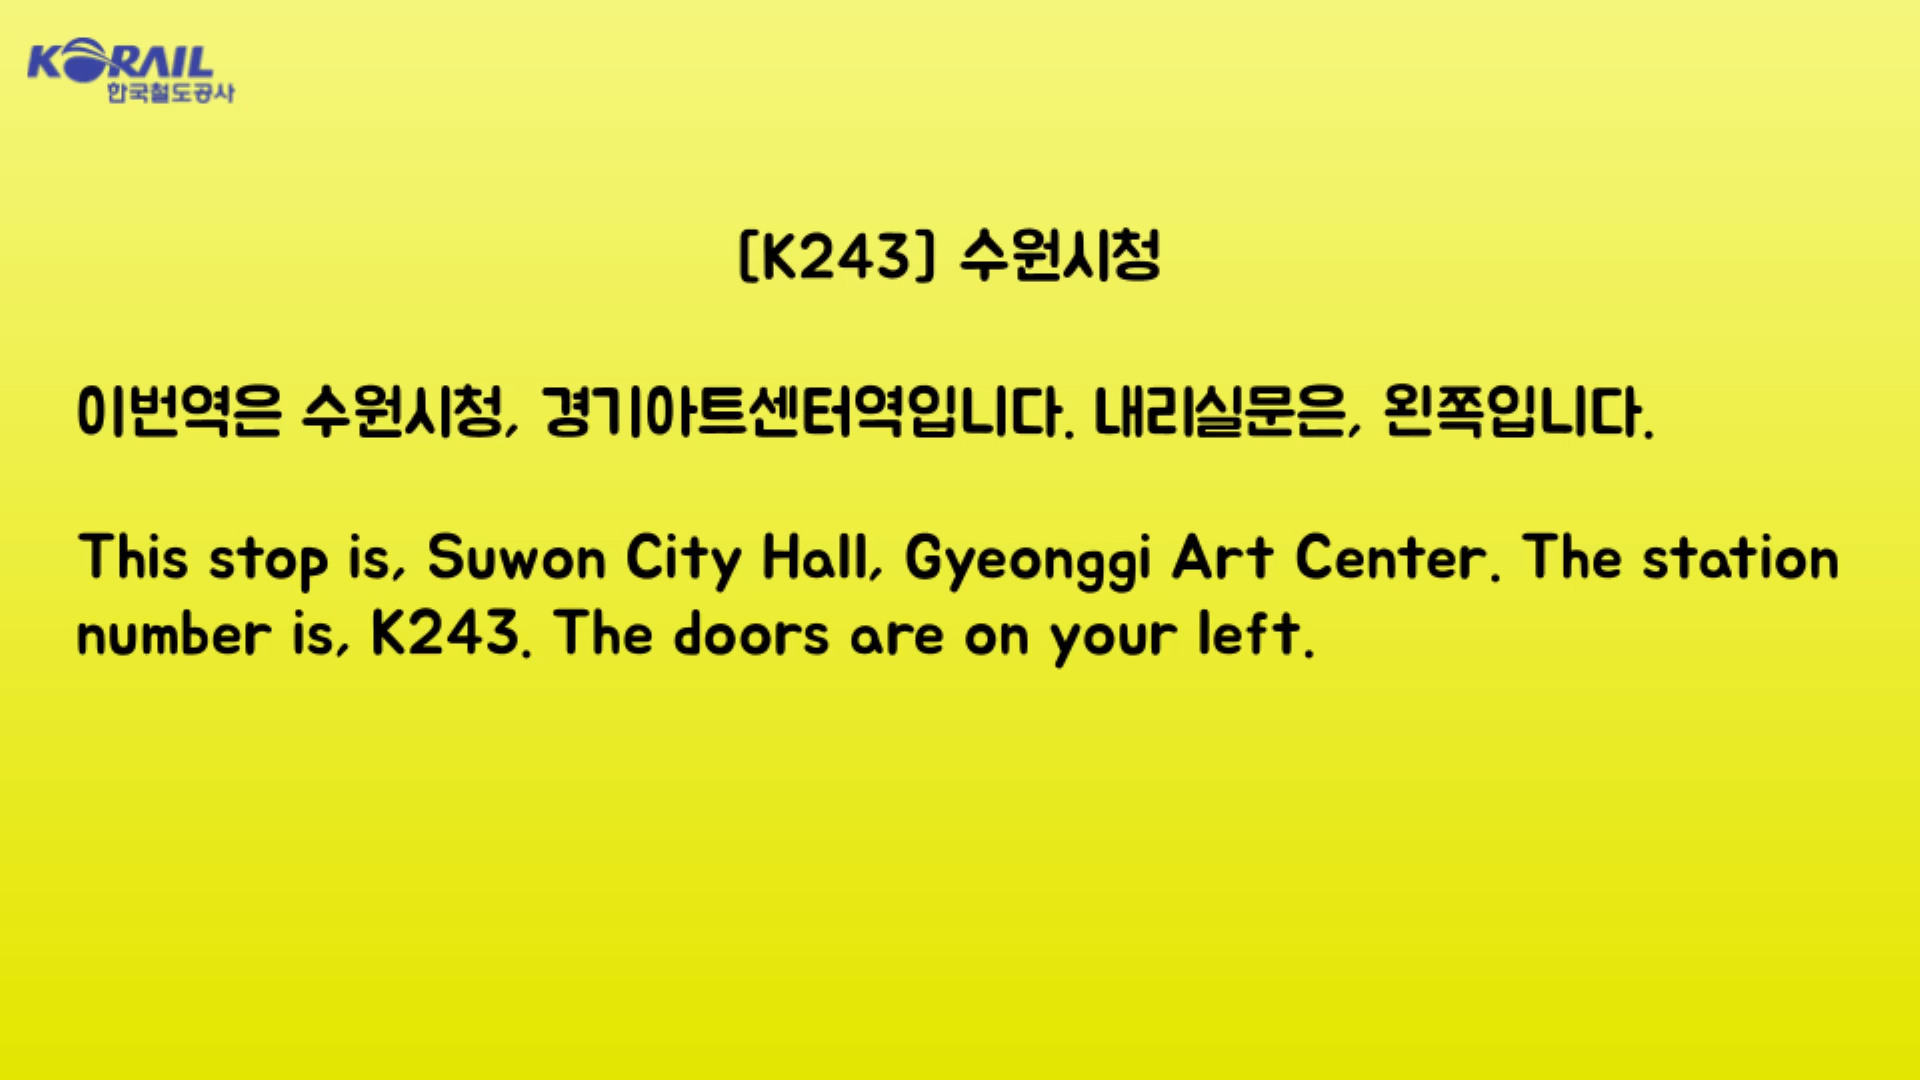 KORAIL
한국철도공사
[K243] 수원시청
이번역은 수원시청, 경기아트센터역입니다. 내리실문은, 왼쪽입니다.
This stop is, Suwon City Hall, Gyeonggi Art Center. The station
number is, K243. The doors are on your left.